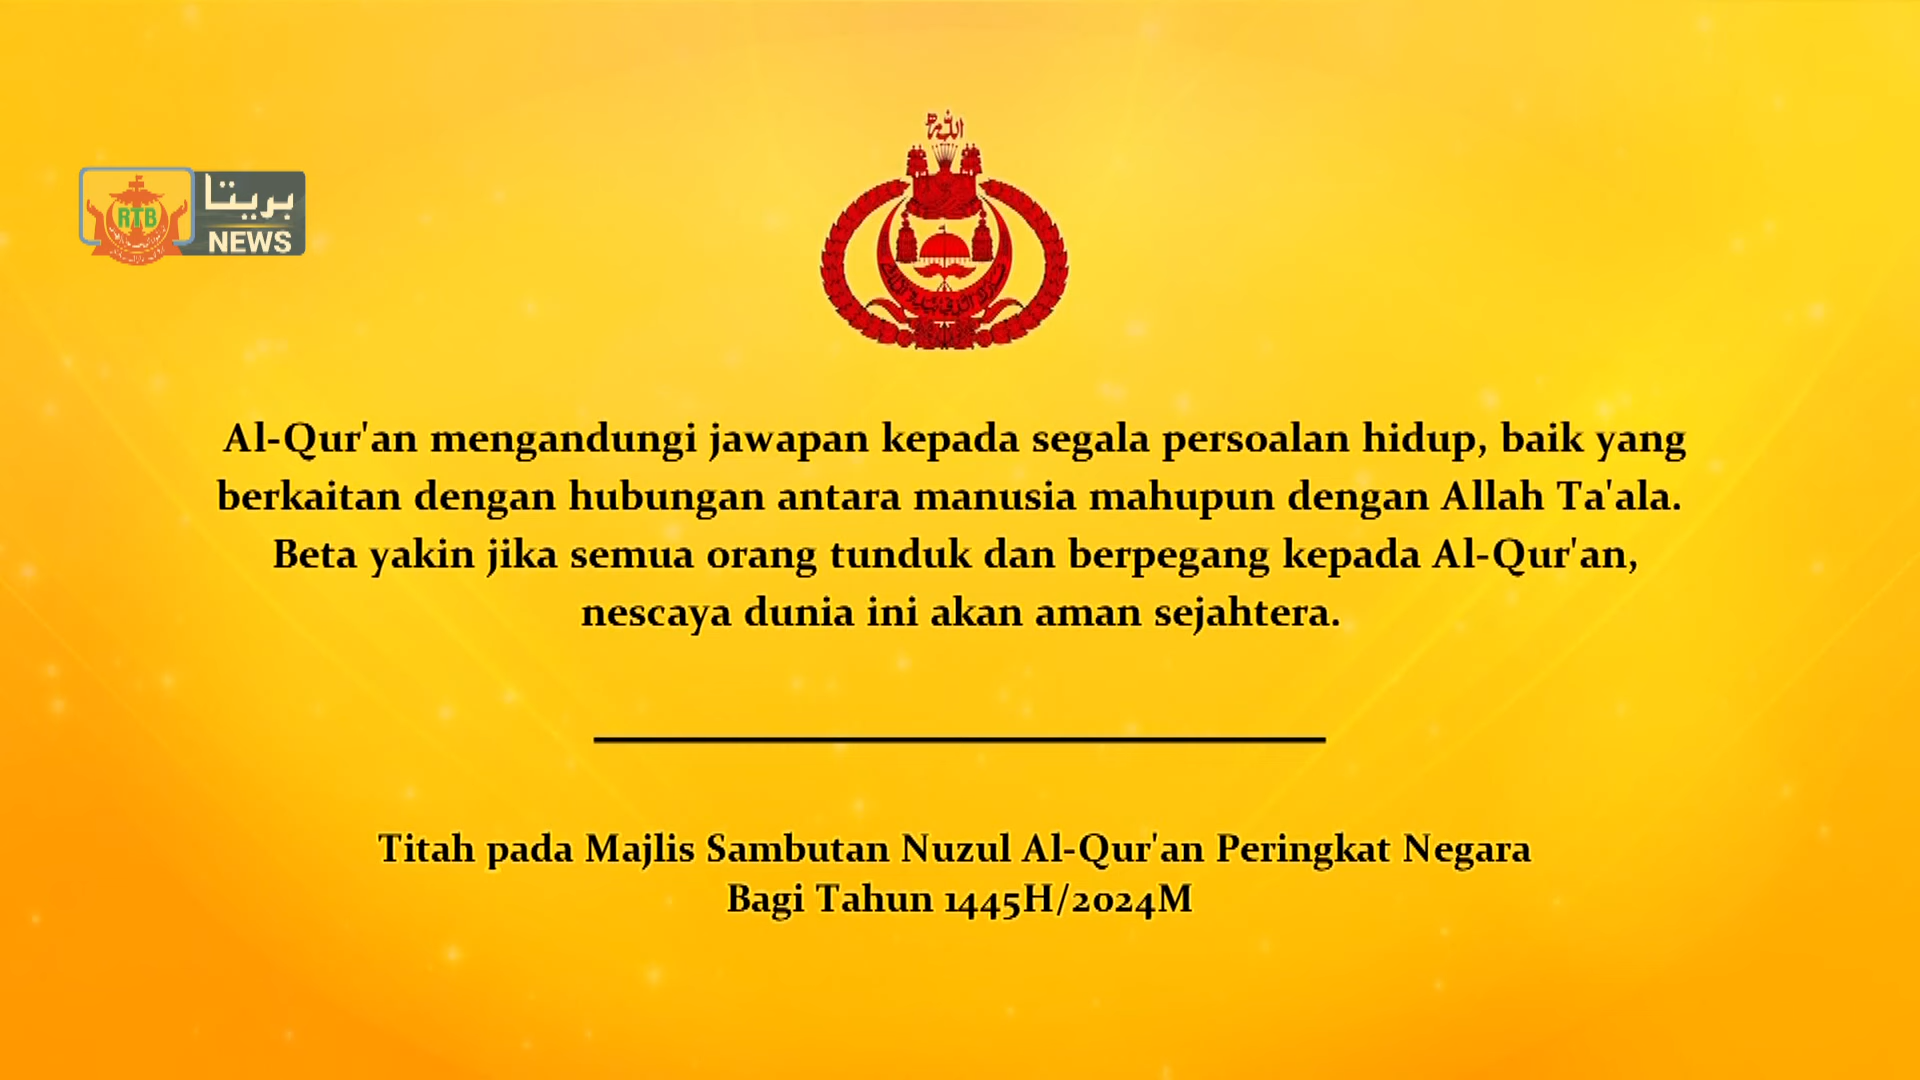 الله
بريتا
RTB
NEWS
Al-Qur'an mengandungi jawapan kepada segala persoalan hidup, baik yang
berkaitan dengan hubungan antara manusia mahupun dengan Allah Ta'ala.
Beta yakin jika semua orang tunduk dan berpegang kepada Al-Qur'an,
nescaya dunia ini akan aman sejahtera.
Titah pada Majlis Sambutan Nuzul Al-Qur'an Peringkat Negara
Bagi Tahun 1445H/2024M